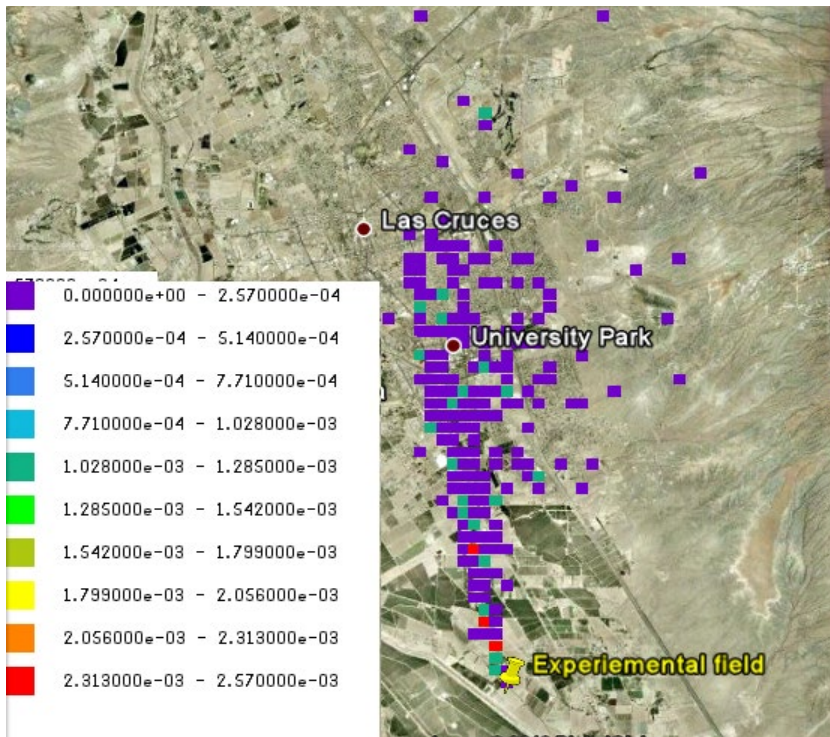 Las Cruces
0.000000e+00 - 2.570000e-04
2.570000e-04 - 5.140000e-04
University Park
5.140000e-04 - 7.710000e-04
7.710000e-04 - 1.028000e-03
1.028000e-03 - 1.285000e-03
1.285000e-03 - 1.542000e-03
1.542000e-03 - 1.799000e-03
1.799000e-03 - 2.056000e-03
2.056000e-03 - 2.313000e-03
Experiemental field
2.313000e-03 - 2.570000e-03